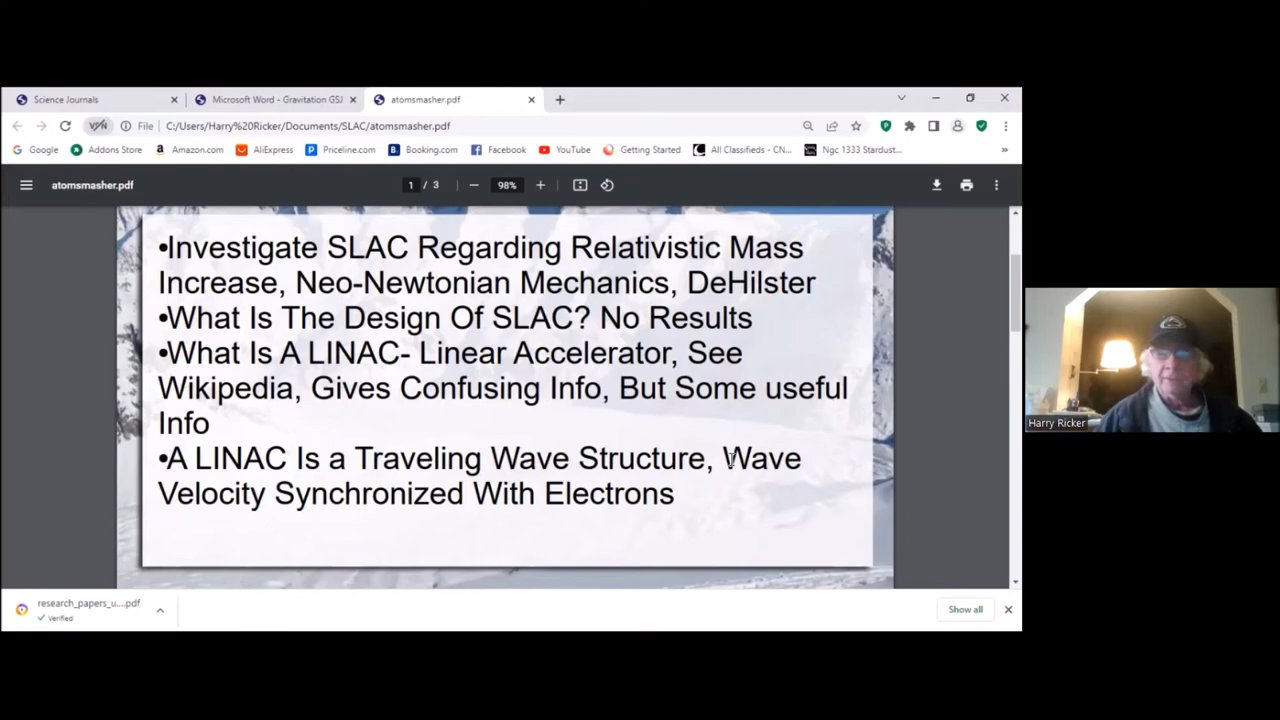 Science Journals
Microsoft Word - Gravitation GSJ
atomsmasher.pdf
VPN
File
C:/Users/Harry%20Ricker/Documents/SLAC/atomsmasher.pdf
Google
Addons Store
Amazon.com
AliExpress
Priceline.com
Booking.com
Facebook
YouTube
Getting Started
All Classifieds - CN...
Ngc 1333 Stardust...
atomsmasher.pdf
1 / 3
98%
•Investigate SLAC Regarding Relativistic Mass
Increase, Neo-Newtonian Mechanics, DeHilster
•What Is The Design Of SLAC? No Results
•What Is A LINAC- Linear Accelerator, See
Wikipedia, Gives Confusing Info, But Some useful
Info
•A LINAC Is a Traveling Wave Structure, Wave
Velocity Synchronized With Electrons
Harry Ricker
research_papers_u....pdf
Verified
Show all